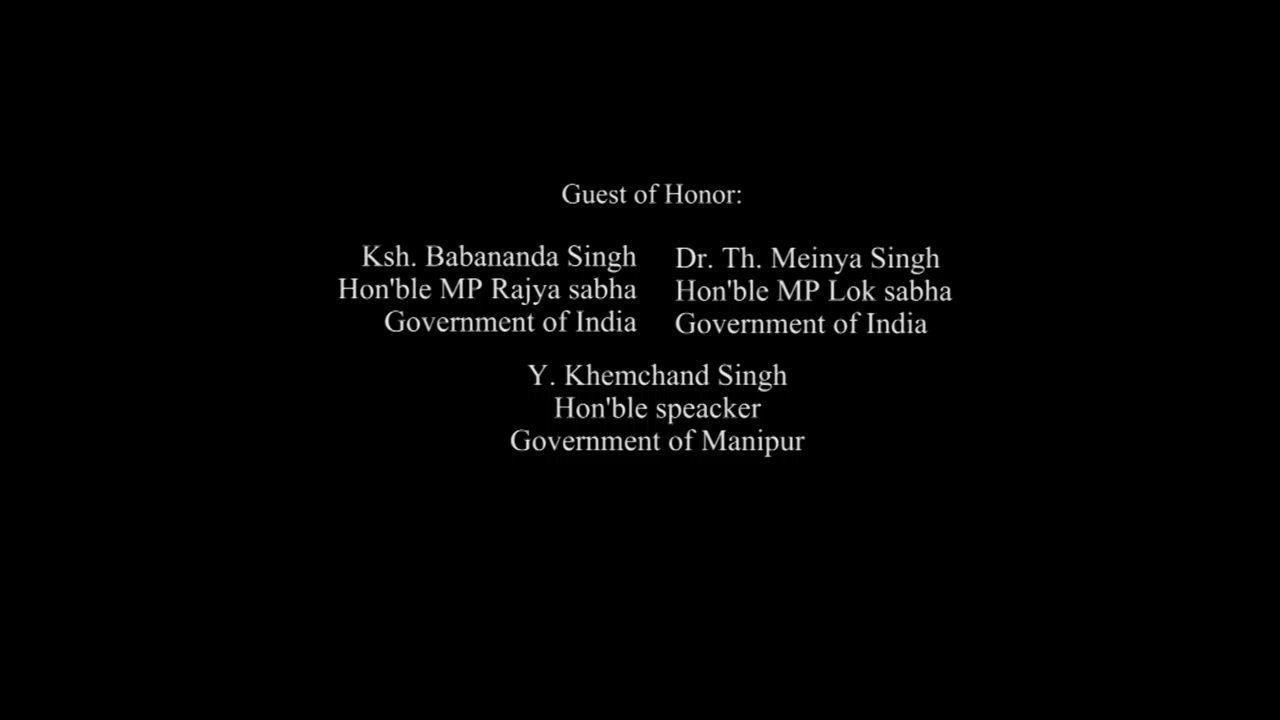 Guest of Honor:
Ksh. Babananda Singh
Hon'ble MP Rajya sabha
Government of India
Dr. Th. Meinya Singh
Hon'ble MP Lok sabha
Government of India
Y. Khemchand Singh
Hon'ble speacker
Government of Manipur